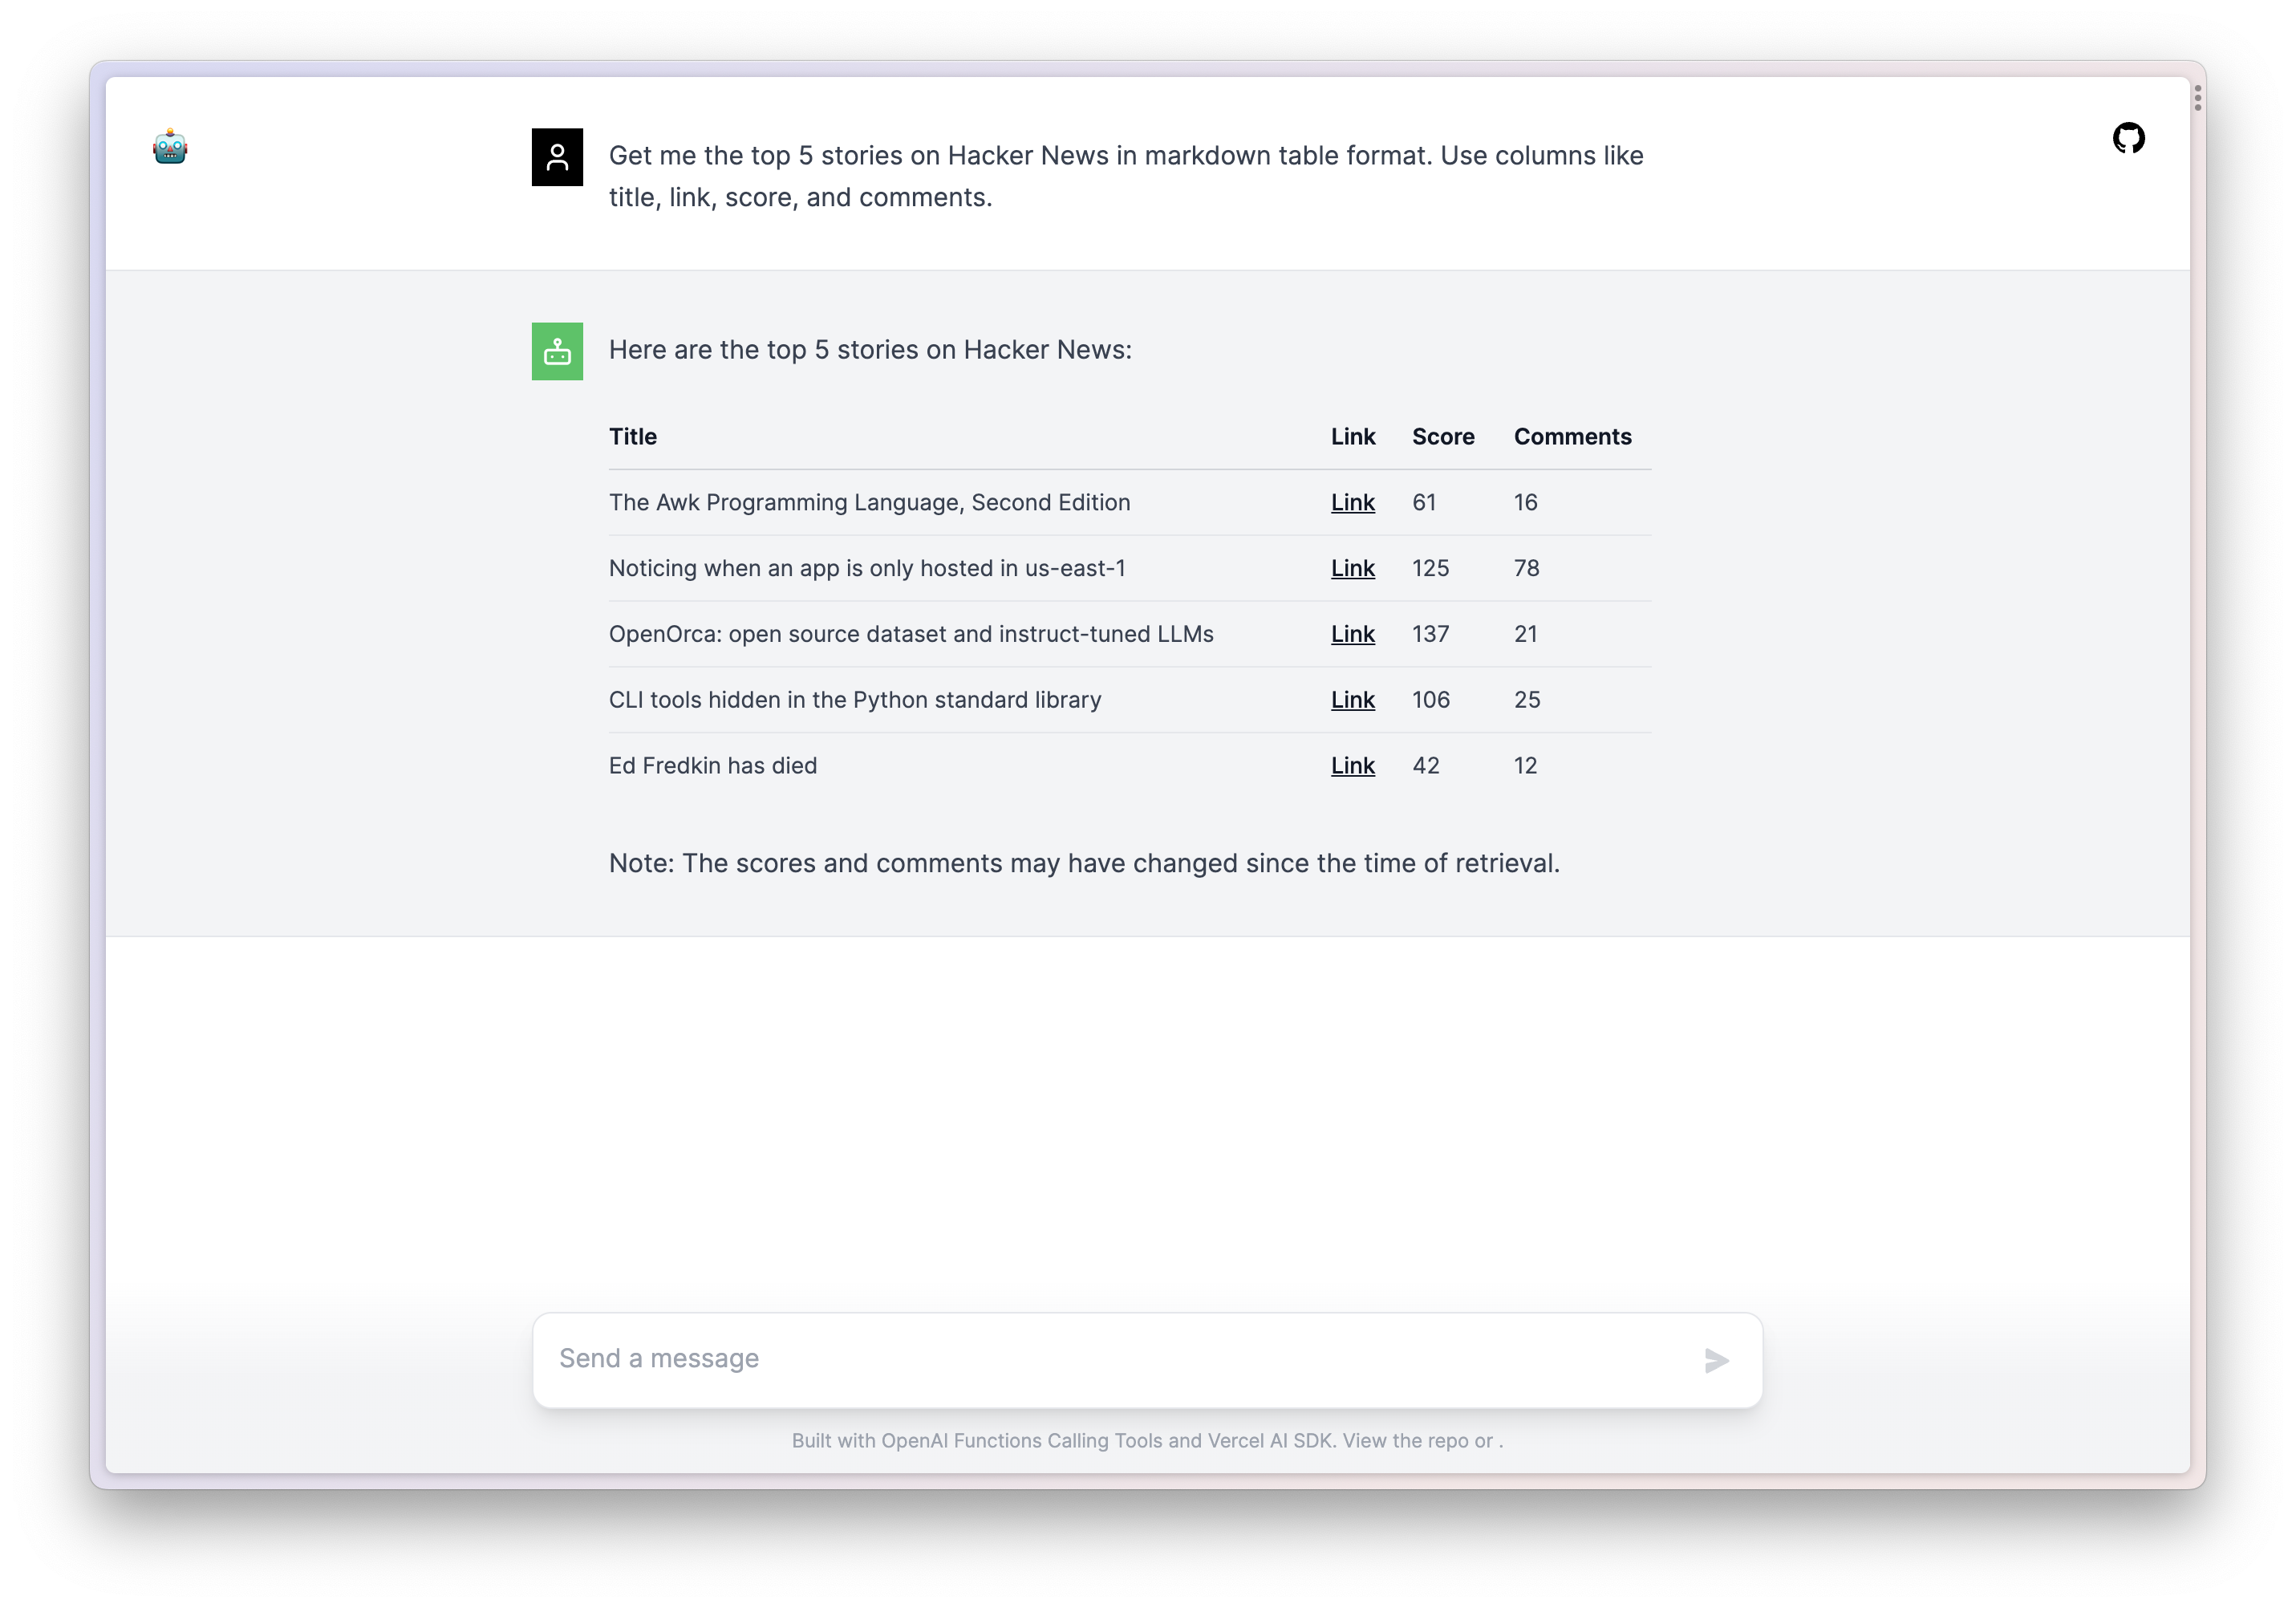 Get me the top 5 stories on Hacker News in markdown table format. Use columns like
title, link, score, and comments.
Here are the top 5 stories on Hacker News:
Title Link Score Comments
The Awk Programming Language, Second Edition Link 61 16
Noticing when an app is only hosted in us-east-1 Link 125 78
OpenOrca: open source dataset and instruct-tuned LLMs Link 137 21
CLI tools hidden in the Python standard library Link 106 25
Ed Fredkin has died Link 42 12
Note: The scores and comments may have changed since the time of retrieval.
Send a message
Built with OpenAI Functions Calling Tools and Vercel AI SDK. View the repo or .